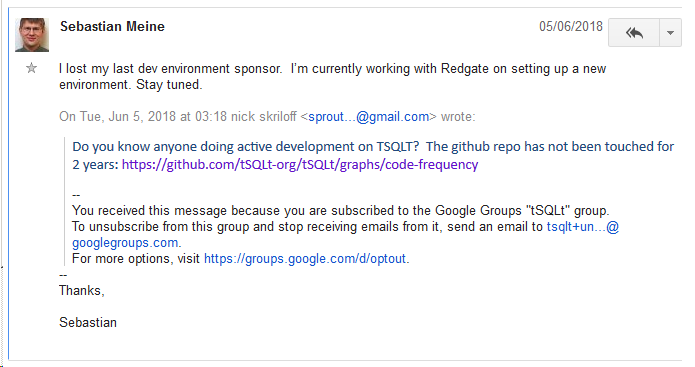 Sebastian Meine
05/06/2018
I lost my last dev environment sponsor.  I'm currently working with Redgate on setting up a new
environment. Stay tuned.
On Tue, Jun 5, 2018 at 03:18 nick skriloff <sprout...@gmail.com> wrote:
Do you know anyone doing active development on TSQLT?  The github repo has not been touched for
2 years: https://github.com/tSQLt-org/tSQLt/graphs/code-frequency
--
You received this message because you are subscribed to the Google Groups "tSQLt" group.
To unsubscribe from this group and stop receiving emails from it, send an email to tsqlt+un...@
googlegroups.com.
For more options, visit https://groups.google.com/d/optout.
--
Thanks,
Sebastian